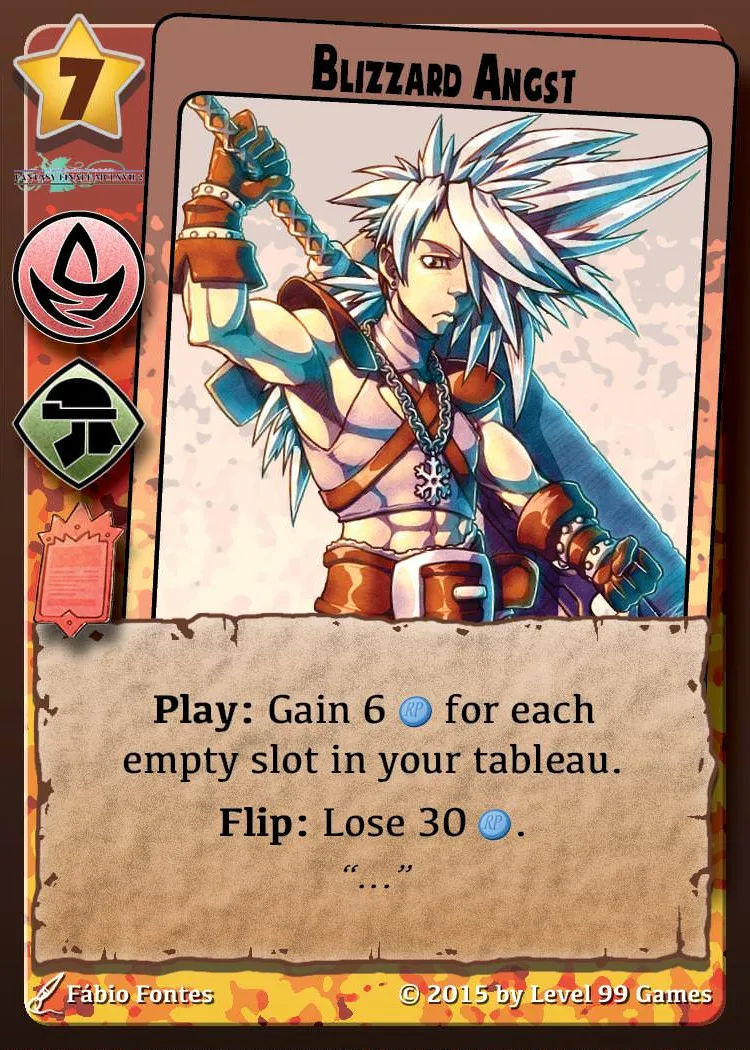 7
BLIZZARD ANGST
Play: Gain 6 RP for each
empty slot in your tableau.
Flip: Lose 30 RP.
“...”
Fábio Fontes
© 2015 by Level 99 Games